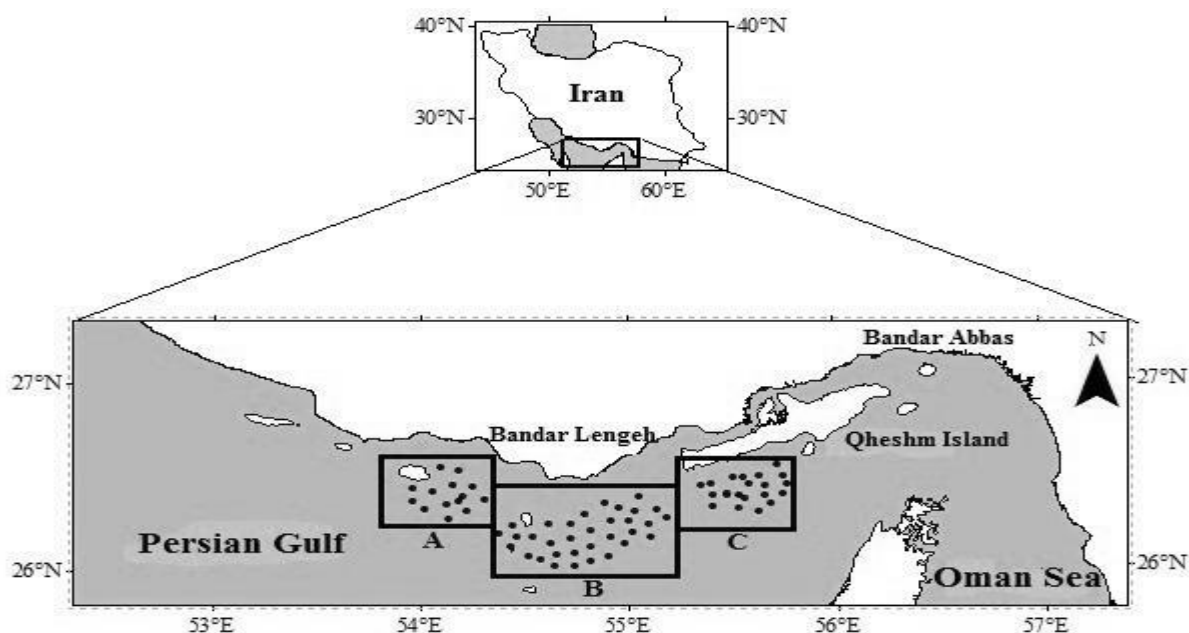 40°N 40°N
Iran
30°N 30°N
50°E 60°E
Bandar Abbas
N
27°N 27°N
Bandar Lengeh
Qheshm Island
Persian Gulf A C
26°N Oman Sea 26°N
B
53°E 54°E 55°E 56°E 57°E